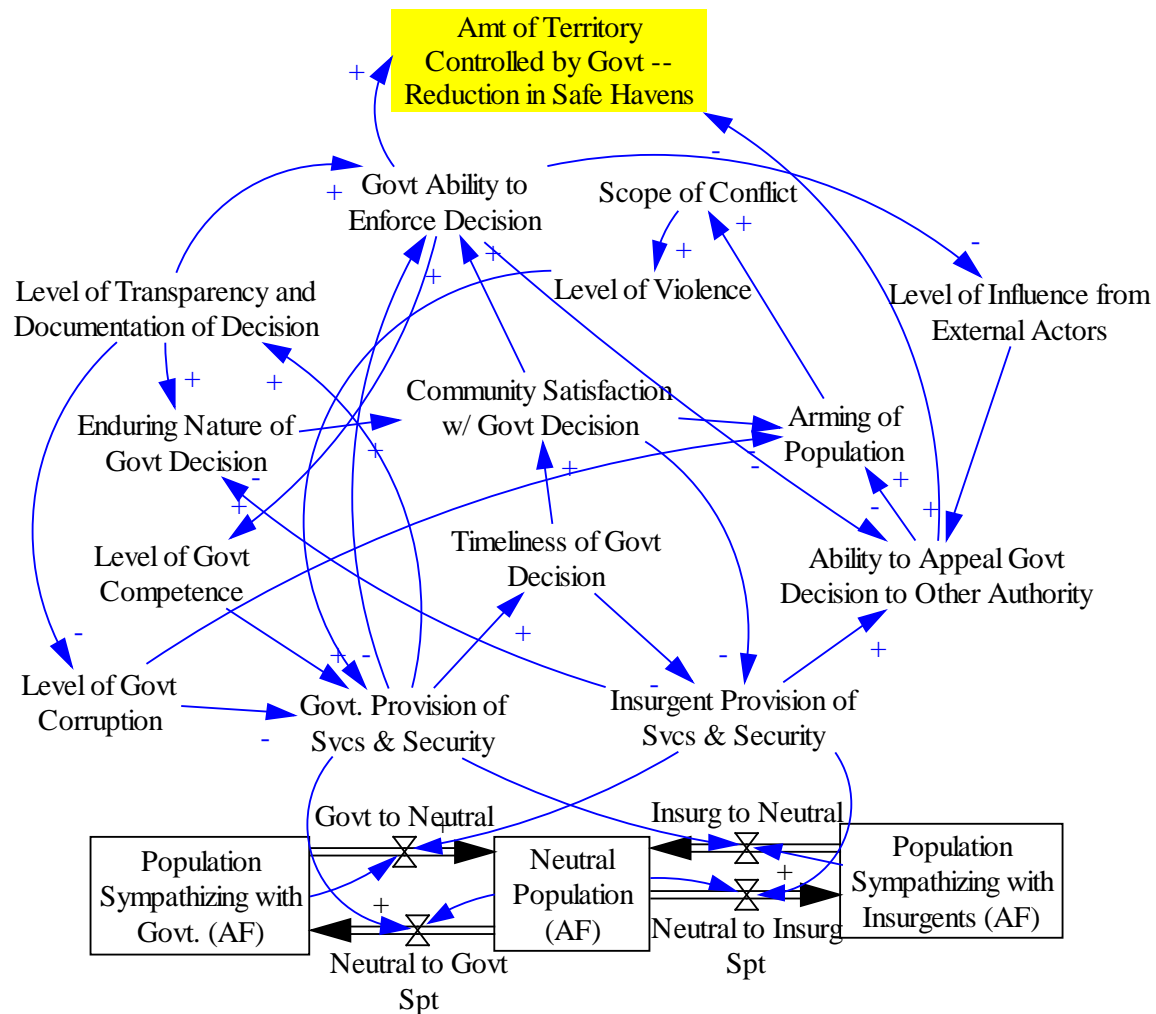 Amt of Territory
Controlled by Govt --
Reduction in Safe Havens
+
-
Govt Ability to
Enforce Decision
+
Scope of Conflict
+
-
+
+
+
Level of Transparency and
Documentation of Decision
Level of Violence
Level of Influence from
External Actors
+
+
Community Satisfaction
w/ Govt Decision
Arming of
Population
Enduring Nature of
Govt Decision
+
-
-
-
+
+
-
+
+
Level of Govt
Competence
Timeliness of Govt
Decision
Ability to Appeal Govt
Decision to Other Authority
-
+
-
+
-
-
+
Level of Govt
Corruption
-
Govt. Provision of
Svcs & Security
Insurgent Provision of
Svcs & Security
Govt to Neutral
+
Insurg to Neutral
Population
Sympathizing with
Govt. (AF)
Neutral
Population
(AF)
Population
Sympathizing with
Insurgents (AF)
+
+
Neutral to Govt
Spt
Neutral to Insurg
Spt